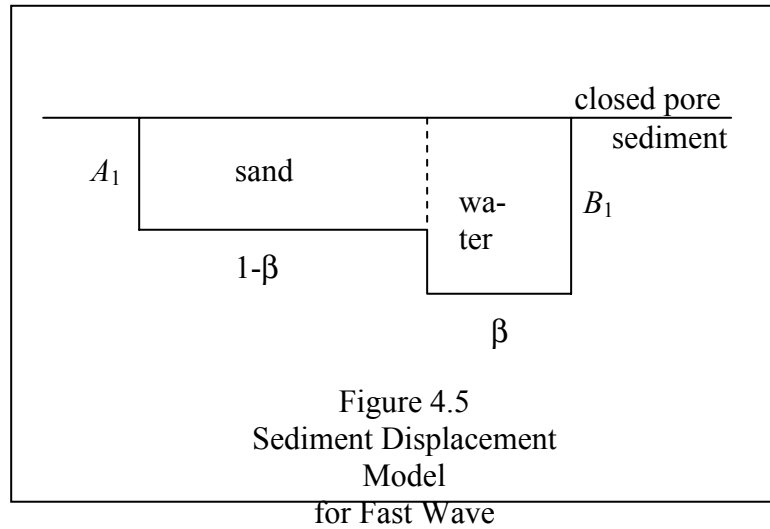 closed pore
sediment
A₁
sand
wa-
ter
B₁
1-β
β
Figure 4.5
Sediment Displacement
Model
for Fast Wave